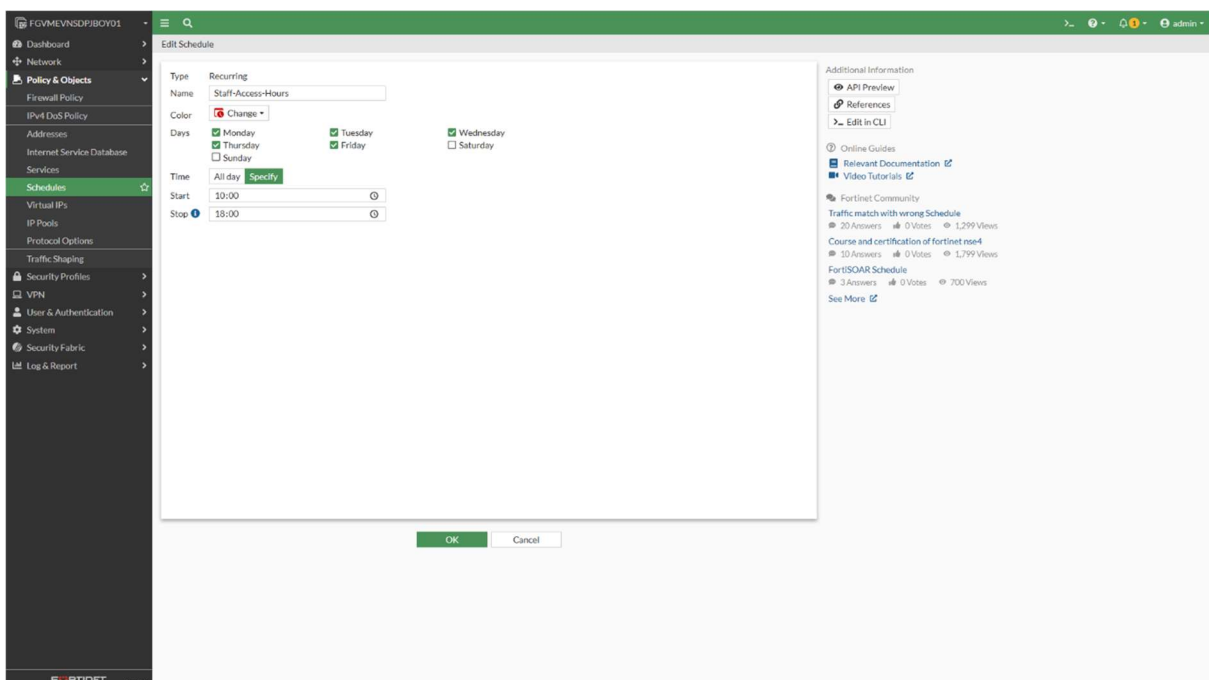 FGVMEVNSDPJBOY01
admin
Dashboard
Network
Policy & Objects
Firewall Policy
IPv4 DoS Policy
Addresses
Internet Service Database
Services
Schedules
Virtual IPs
IP Pools
Protocol Options
Traffic Shaping
Security Profiles
VPN
User & Authentication
System
Security Fabric
Log & Report
Edit Schedule
Type Recurring
Name Staff-Access-Hours
Color Change
Days Monday Tuesday Wednesday
Thursday Friday Saturday
Sunday
Time All day Specify
Start 10:00
Stop 18:00
OK Cancel
Additional Information
API Preview
References
>_ Edit in CLI
Online Guides
Relevant Documentation
Video Tutorials
Fortinet Community
Traffic match with wrong Schedule
20 Answers 0 Votes 1,299 Views
Course and certification of fortinet nse4
10 Answers 0 Votes 1,799 Views
FortiSOAR Schedule
3 Answers 0 Votes 700 Views
See More